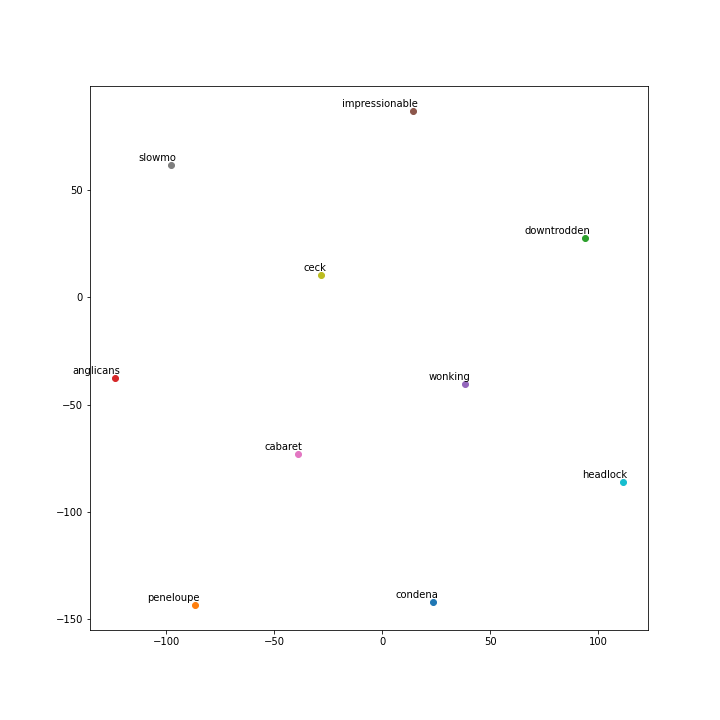 impressionable
slowmo
50
downtrodden
ceck
0
anglicans
wonking
−50
cabaret
headlock
−100
peneloupe
condena
−150
−100
−50
0
50
100